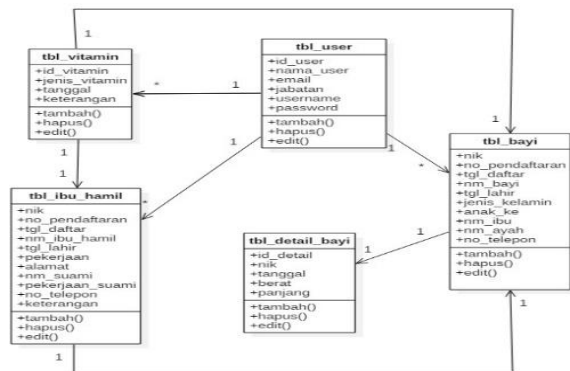 1
1
tbl_vitamin
+id_vitamin
+jenis_vitamin
+tanggal
+keterangan
+tambah()
+hapus()
+edit()
tbl_user
+id_user
+nama_user
+email
+jabatan
+username
+password
+tambah()
+hapus()
+edit()
*
1
1
*
1
*
1
1
tbl_bayi
+nik
+no_pendaftaran
+tgl_daftar
+nm_bayi
+tgl_lahir
+jenis_kelamin
+anak_ke
+nm_ibu
+nm_ayah
+no_telepon
+tambah()
+hapus()
+edit()
tbl_ibu_hamil
+nik
+no_pendaftaran
+tgl_daftar
+nm_ibu_hamil
+tgl_lahir
+pekerjaan
+alamat
+nm_suami
+pekerjaan_suami
+no_telepon
+keterangan
+tambah()
+hapus()
+edit()
tbl_detail_bayi
+id_detail
+nik
+tanggal
+berat
+panjang
+tambah()
+hapus()
+edit()
1
1
1
1